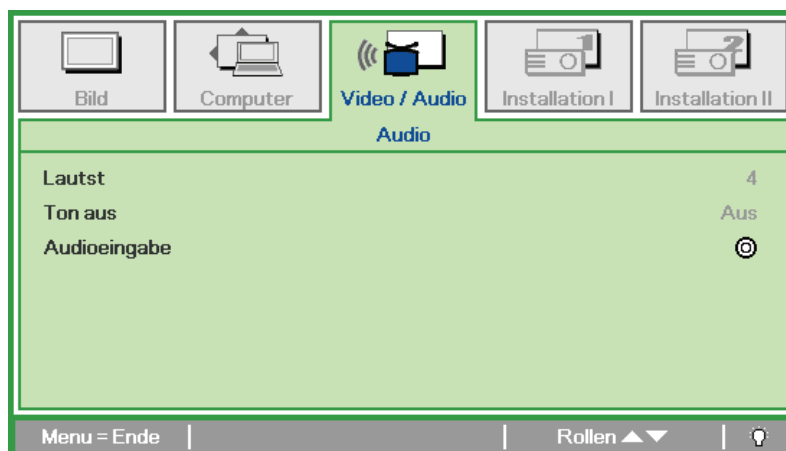 Bild
Computer
Video / Audio
Installation I
Installation II
Audio
Lautst 4
Ton aus Aus
Audioeingabe
Menu = Ende
Rollen